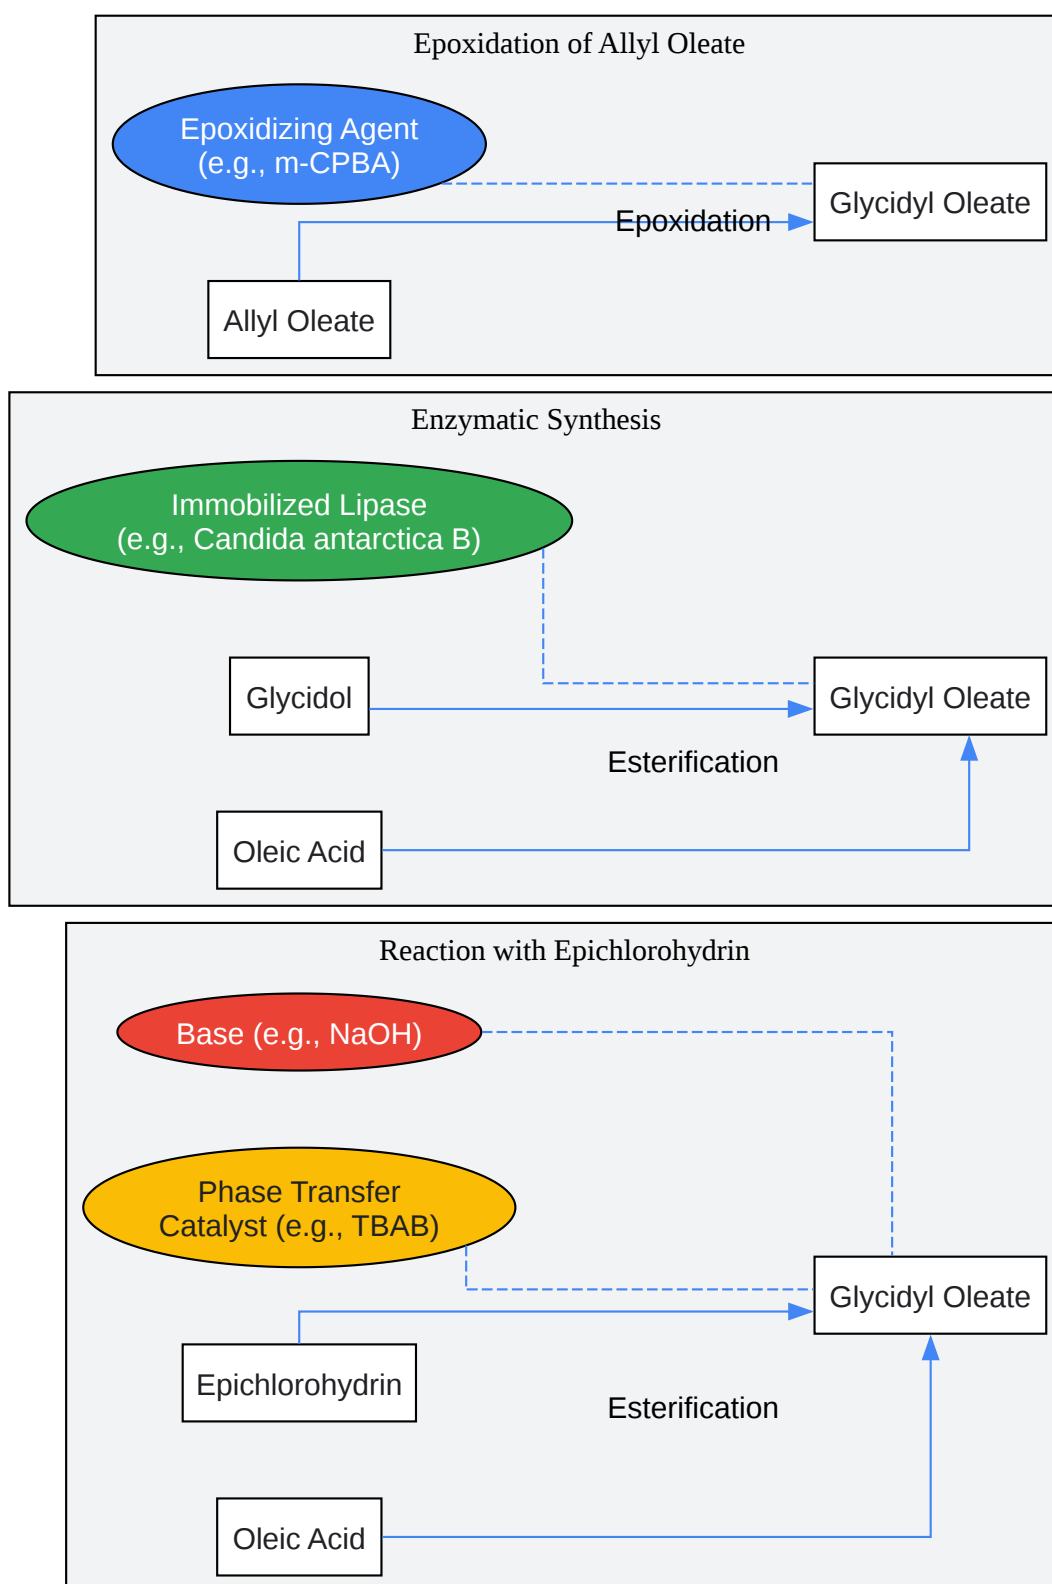 Epoxidation of Allyl Oleate
Epoxidizing Agent
(e.g., m-CPBA)
Glycidyl Oleate
Epoxidation
Allyl Oleate
Enzymatic Synthesis
Immobilized Lipase
(e.g., Candida antarctica B)
Glycidol
Glycidyl Oleate
Esterification
Oleic Acid
Reaction with Epichlorohydrin
Base (e.g., NaOH)
Phase Transfer
Catalyst (e.g., TBAB)
Glycidyl Oleate
Epichlorohydrin
Esterification
Oleic Acid